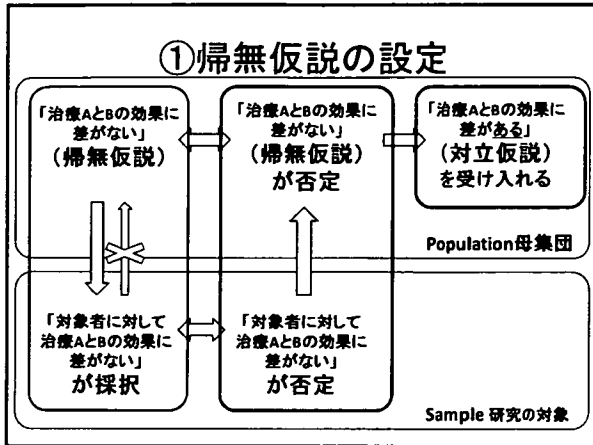 ①帰無仮説の設定
「治療AとBの効果に
差がない」
(帰無仮説)
「治療AとBの効果に
差がない」
(帰無仮説)
が否定
「治療AとBの効果に
差がある」
(対立仮説)
を受け入れる
Population母集団
「対象者に対して
治療AとBの効果に
差がない」
が採択
「対象者に対して
治療AとBの効果に
差がない」
が否定
Sample 研究の対象